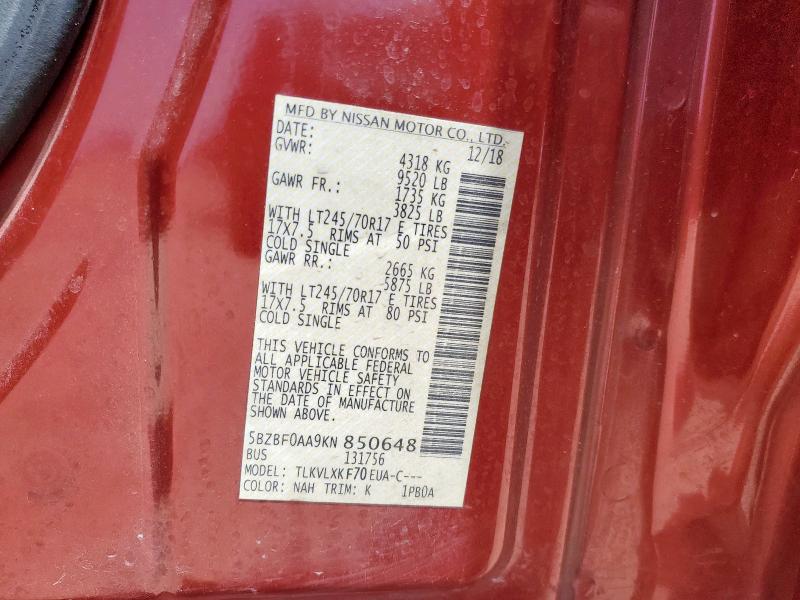 MFD BY NISSAN MOTOR CO., LTD.
DATE: 12/18
GVWR: 4318 KG
9520 LB
GAWR FR.: 1735 KG
3825 LB
WITH LT245/70R17 E TIRES
17X7.5 RIMS AT 50 PSI
COLD SINGLE
GAWR RR.: 2665 KG
5875 LB
WITH LT245/70R17 E TIRES
17X7.5 RIMS AT 80 PSI
COLD SINGLE
THIS VEHICLE CONFORMS TO
ALL APPLICABLE FEDERAL
MOTOR VEHICLE SAFETY
STANDARDS IN EFFECT ON
THE DATE OF MANUFACTURE
SHOWN ABOVE.
5BZBF0AA9KN850648
BUS 131756
MODEL: TLKVLXKF70EUA-C---
COLOR: NAH TRIM: K 1PB0A